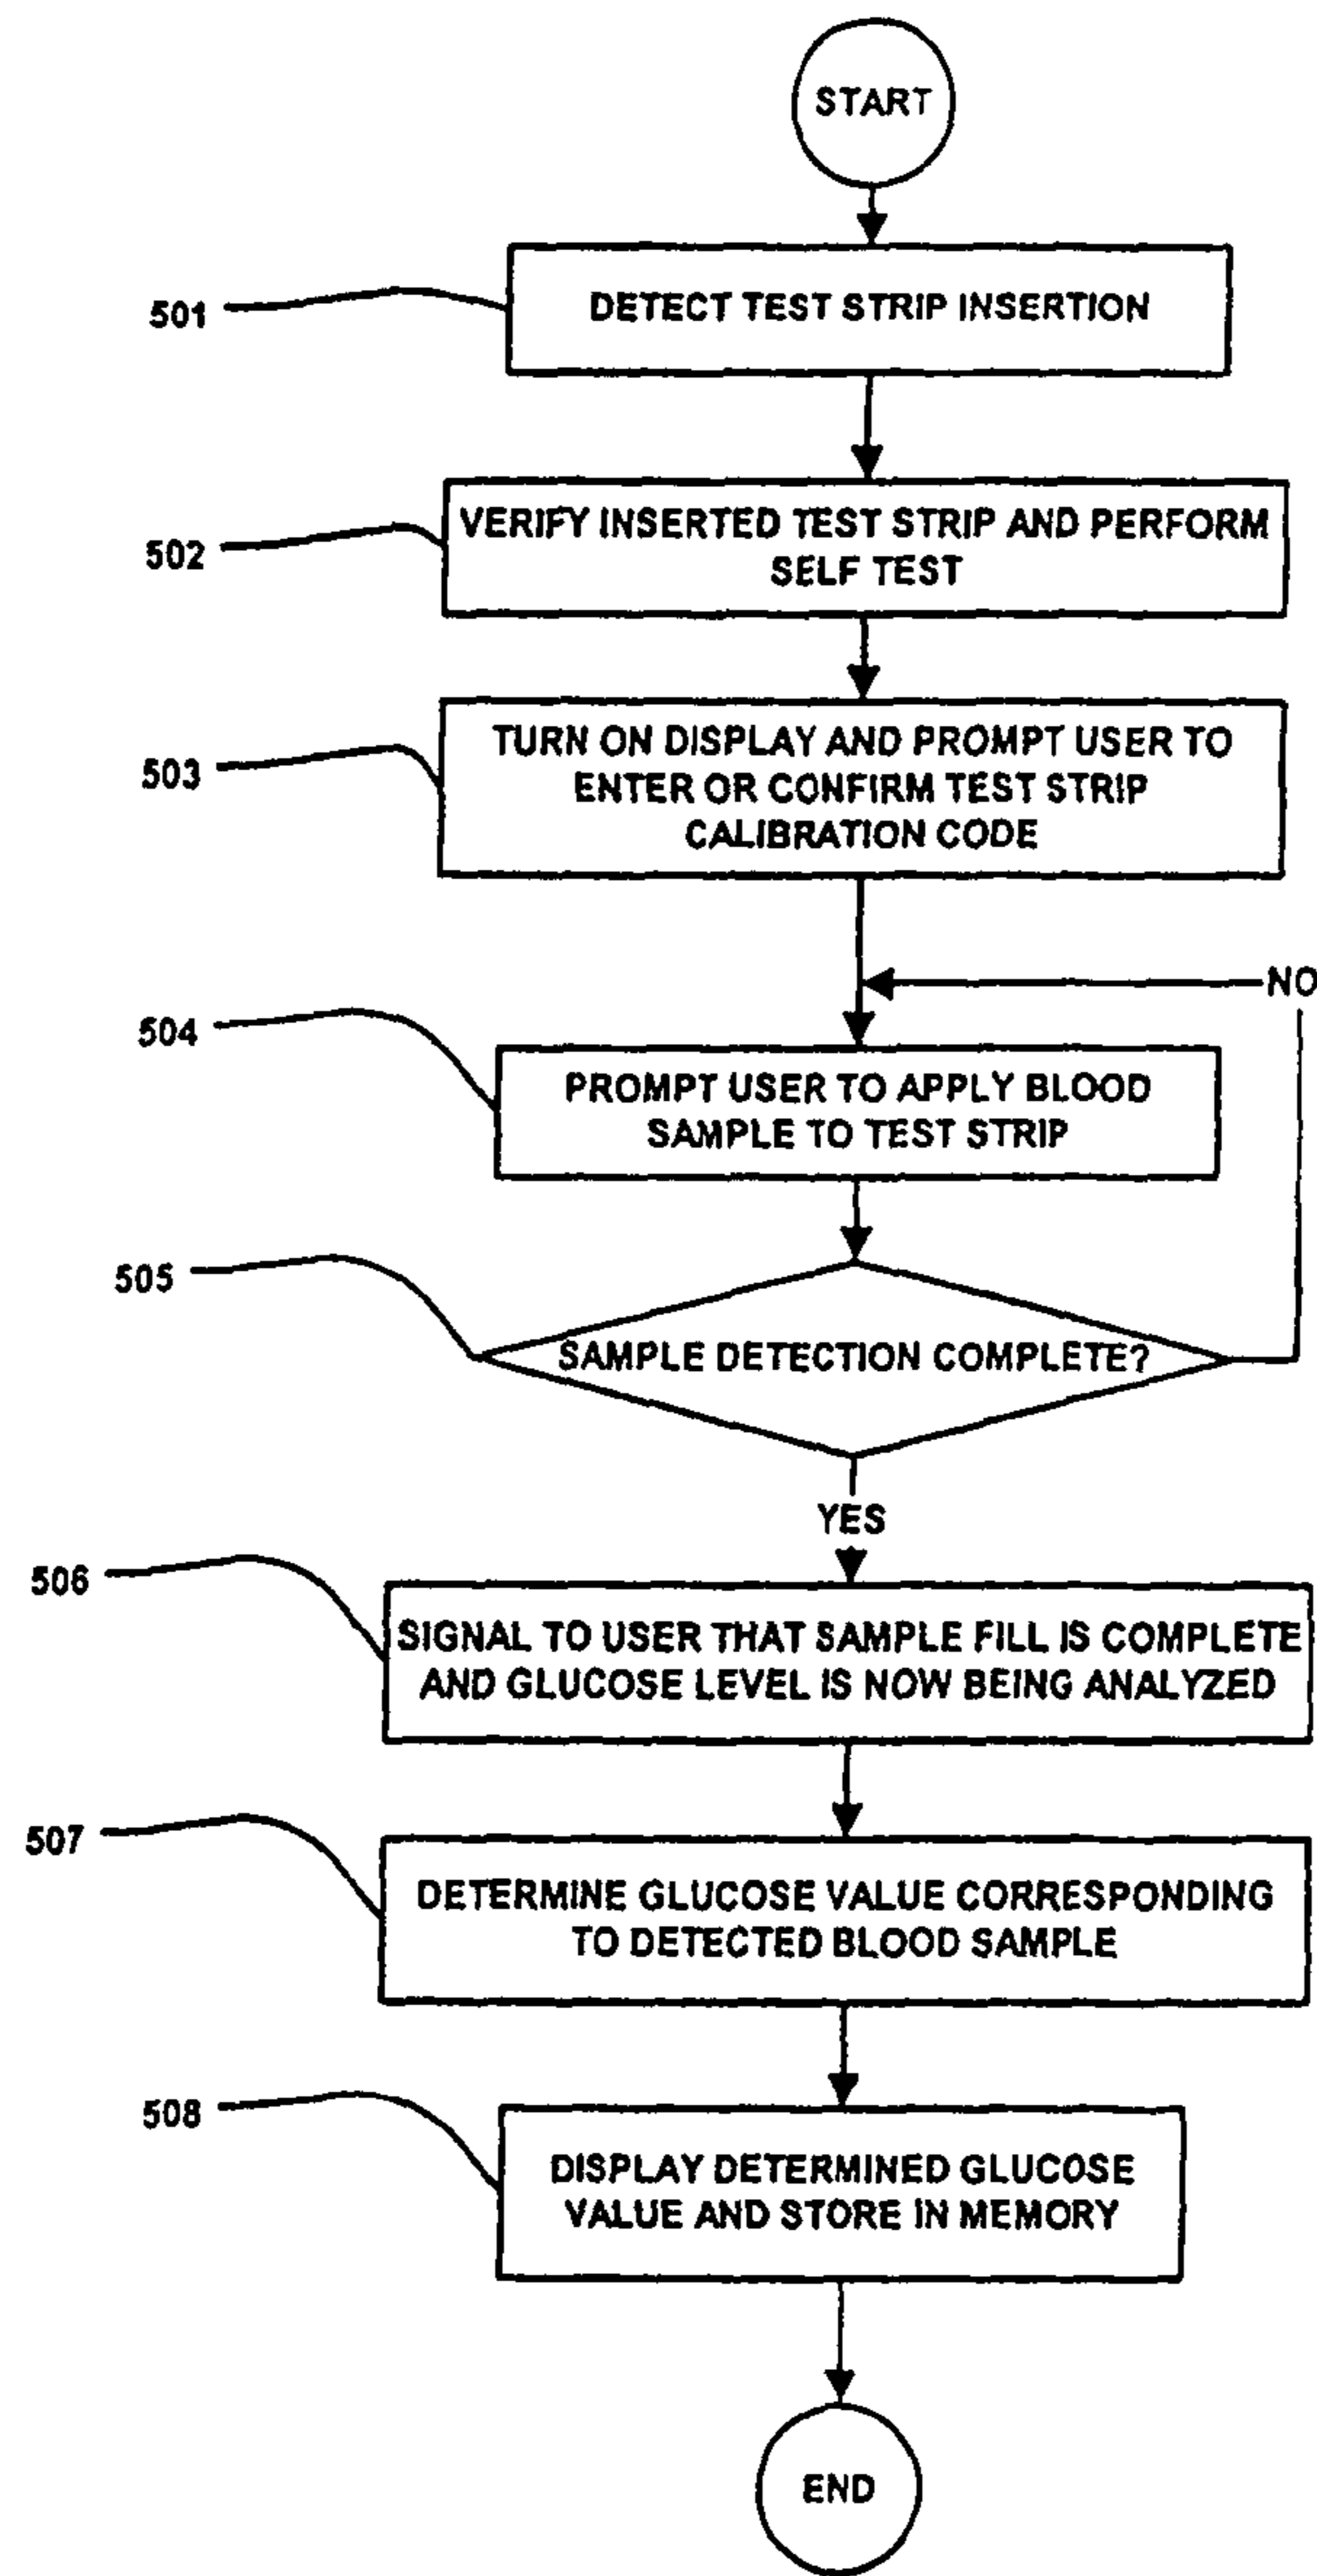 START
501
DETECT TEST STRIP INSERTION
502
VERIFY INSERTED TEST STRIP AND PERFORM
SELF TEST
503
TURN ON DISPLAY AND PROMPT USER TO
ENTER OR CONFIRM TEST STRIP
CALIBRATION CODE
NO
504
PROMPT USER TO APPLY BLOOD
SAMPLE TO TEST STRIP
505
SAMPLE DETECTION COMPLETE?
YES
506
SIGNAL TO USER THAT SAMPLE FILL IS COMPLETE
AND GLUCOSE LEVEL IS NOW BEING ANALYZED
507
DETERMINE GLUCOSE VALUE CORRESPONDING
TO DETECTED BLOOD SAMPLE
508
DISPLAY DETERMINED GLUCOSE
VALUE AND STORE IN MEMORY
END